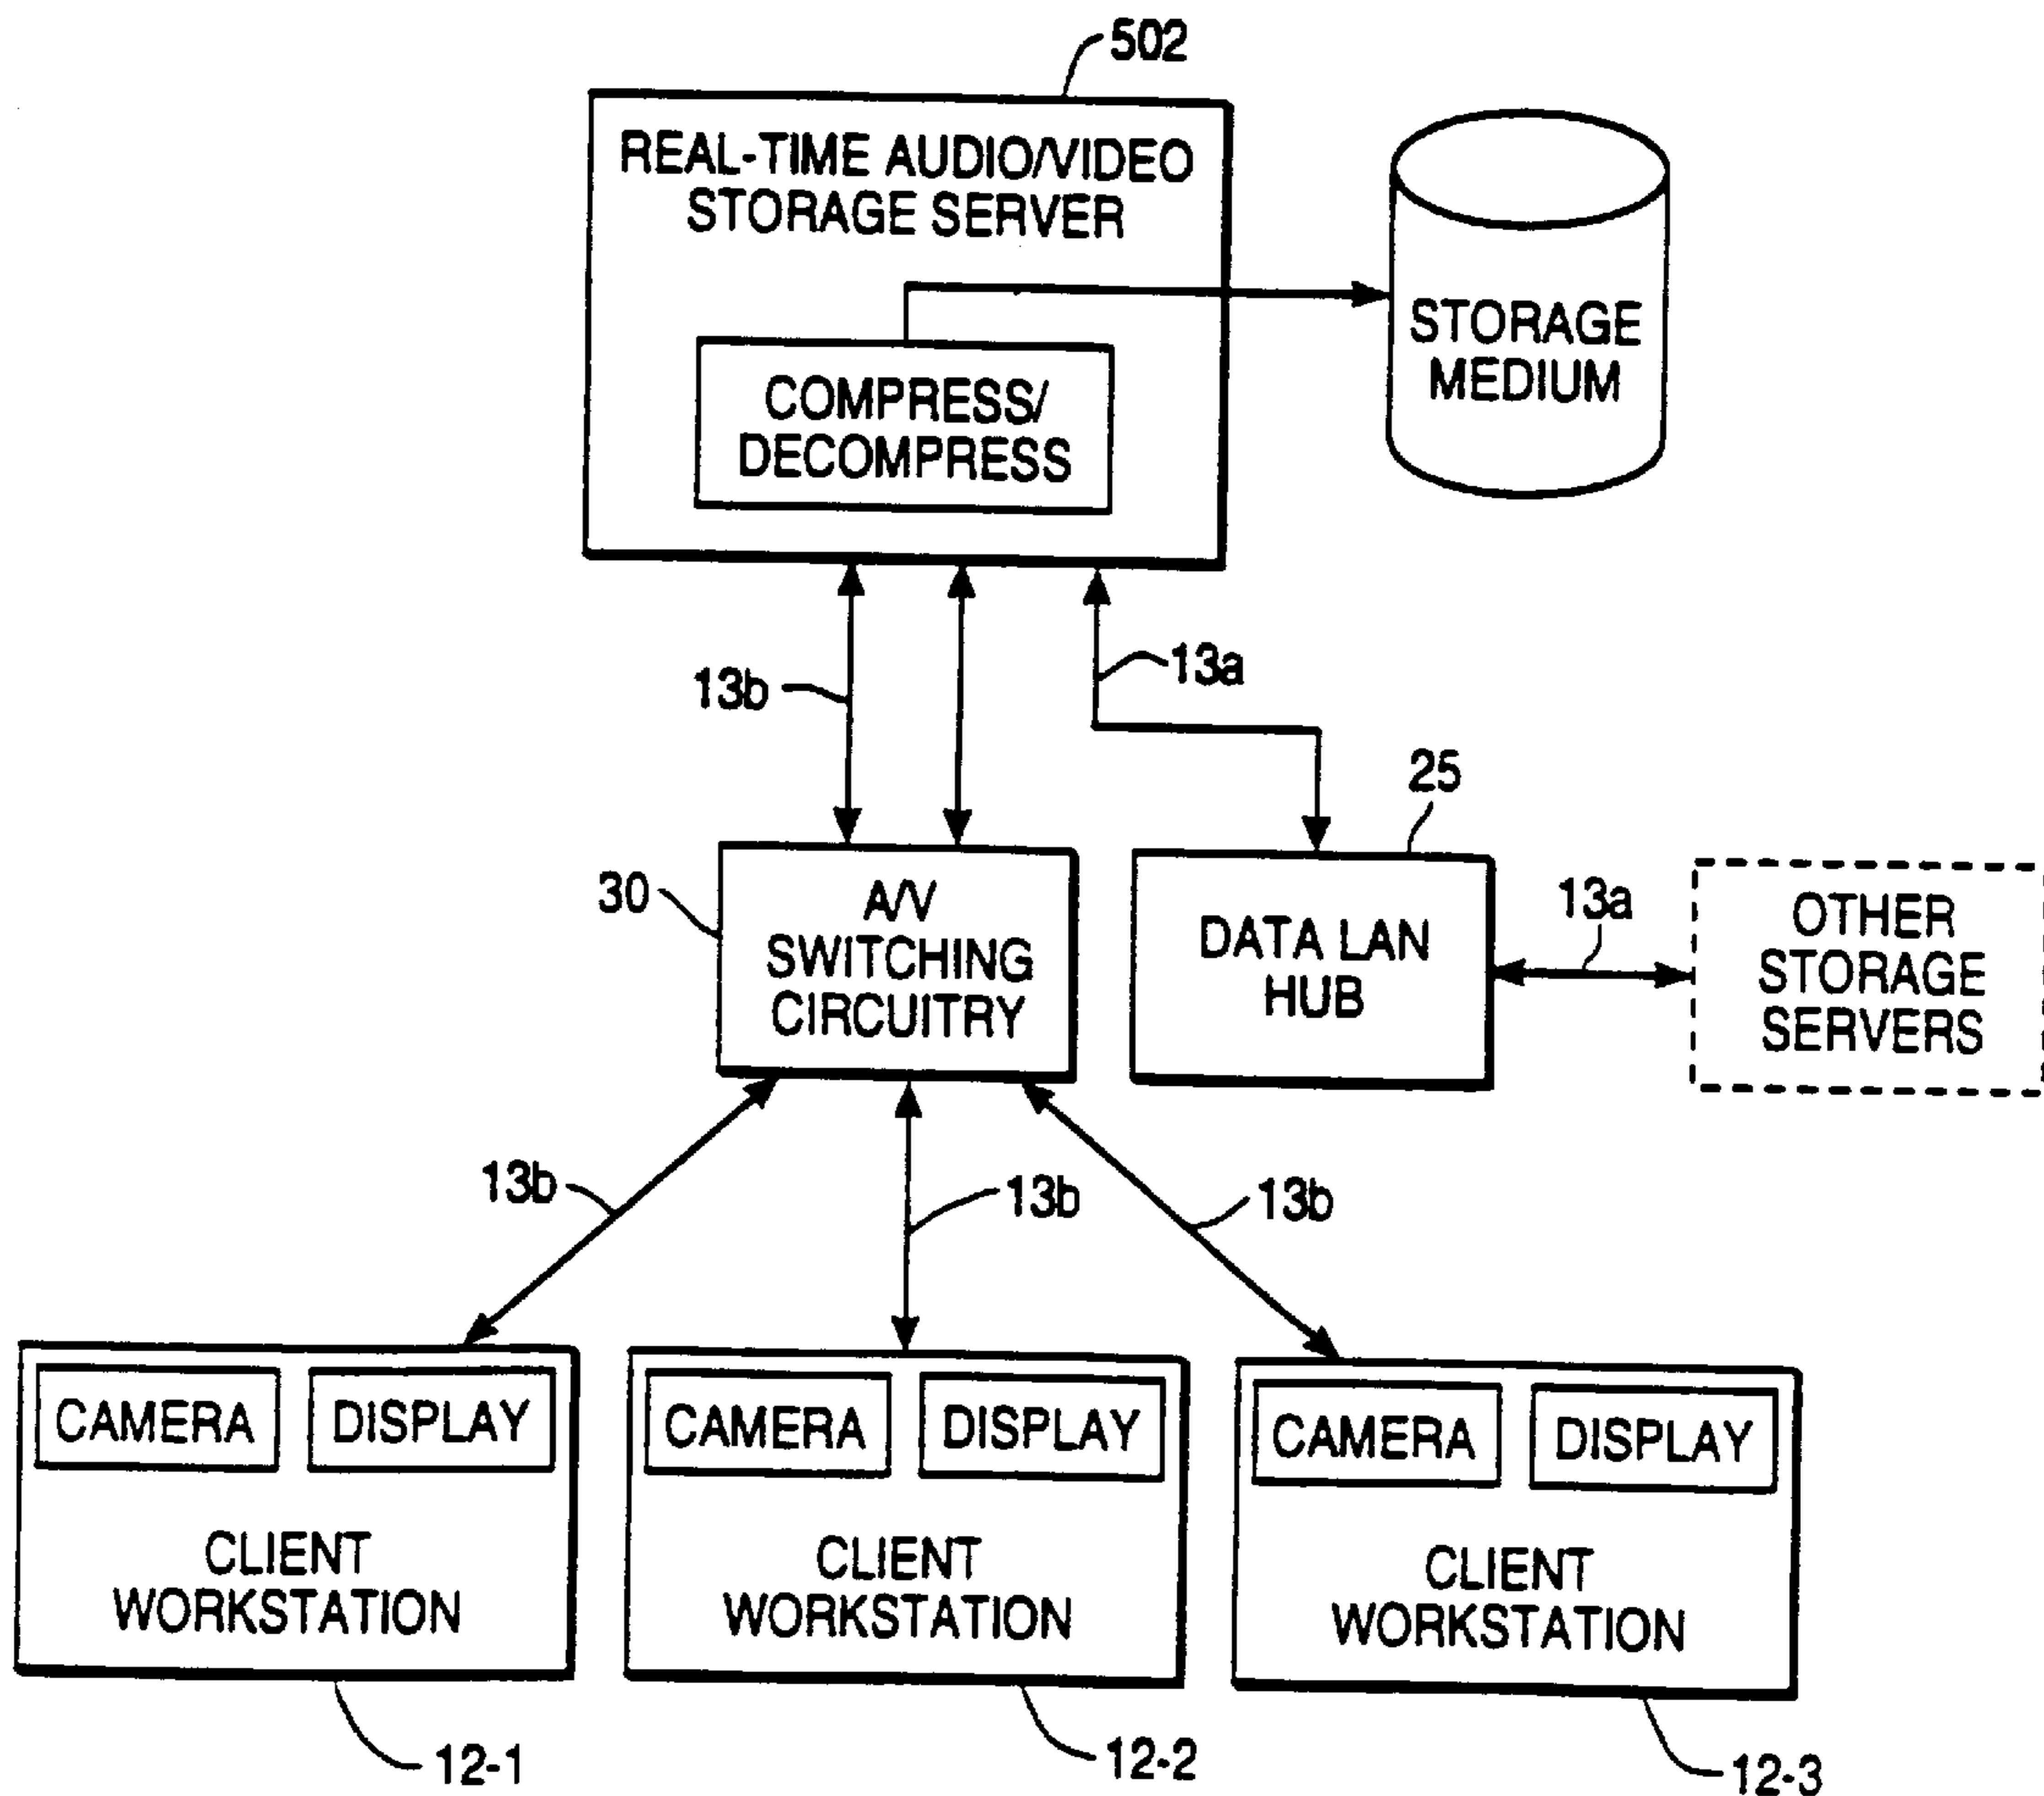 502
REAL-TIME AUDIO/VIDEO
STORAGE SERVER
COMPRESS/
DECOMPRESS
STORAGE
MEDIUM
13b
13a
25
30
A/V
SWITCHING
CIRCUITRY
DATA LAN
HUB
13a
OTHER
STORAGE
SERVERS
13b
13b
13b
CAMERA
DISPLAY
CLIENT
WORKSTATION
CAMERA
DISPLAY
CLIENT
WORKSTATION
CAMERA
DISPLAY
CLIENT
WORKSTATION
12-1
12-2
12-3